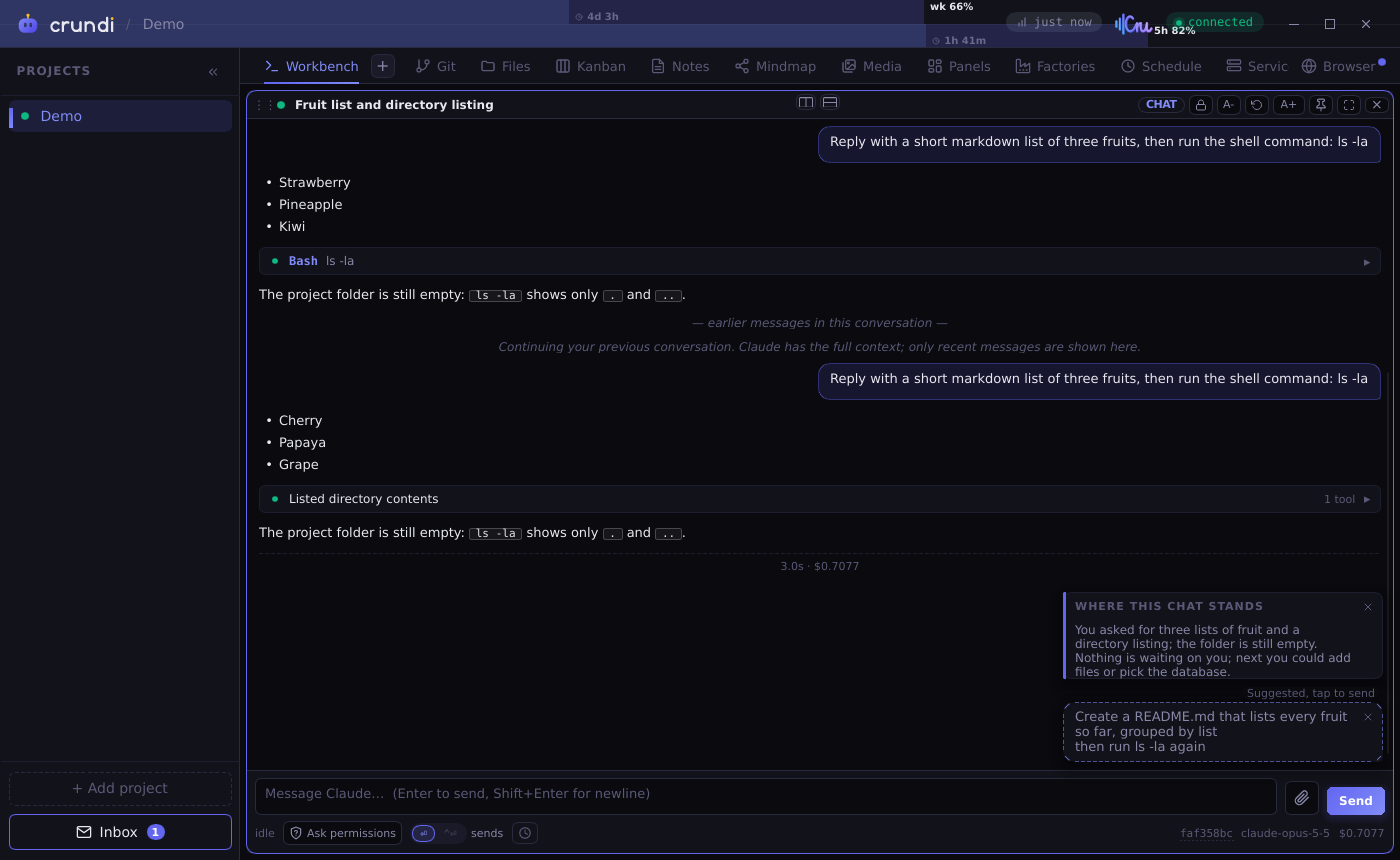 crundi / Demo
4d 3h
wk 66%
1h 41m
just now
Cru
5h 82%
connected
PROJECTS «
Demo
+ Add project
Inbox 1
Workbench + Git Files Kanban Notes Mindmap Media Panels Factories Schedule Servic Browser
Fruit list and directory listing
CHAT A- A+
Reply with a short markdown list of three fruits, then run the shell command: ls -la
• Strawberry
• Pineapple
• Kiwi
Bash ls -la
The project folder is still empty: ls -la shows only . and ...
— earlier messages in this conversation —
Continuing your previous conversation. Claude has the full context; only recent messages are shown here.
Reply with a short markdown list of three fruits, then run the shell command: ls -la
• Cherry
• Papaya
• Grape
Listed directory contents 1 tool
The project folder is still empty: ls -la shows only . and ...
3.0s · $0.7077
WHERE THIS CHAT STANDS
You asked for three lists of fruit and a
directory listing; the folder is still empty.
Nothing is waiting on you; next you could add
files or pick the database.
Suggested, tap to send
Create a README.md that lists every fruit
so far, grouped by list
then run ls -la again
Message Claude… (Enter to send, Shift+Enter for newline)
Send
idle Ask permissions sends
faf358bc claude-opus-5-5 $0.7077